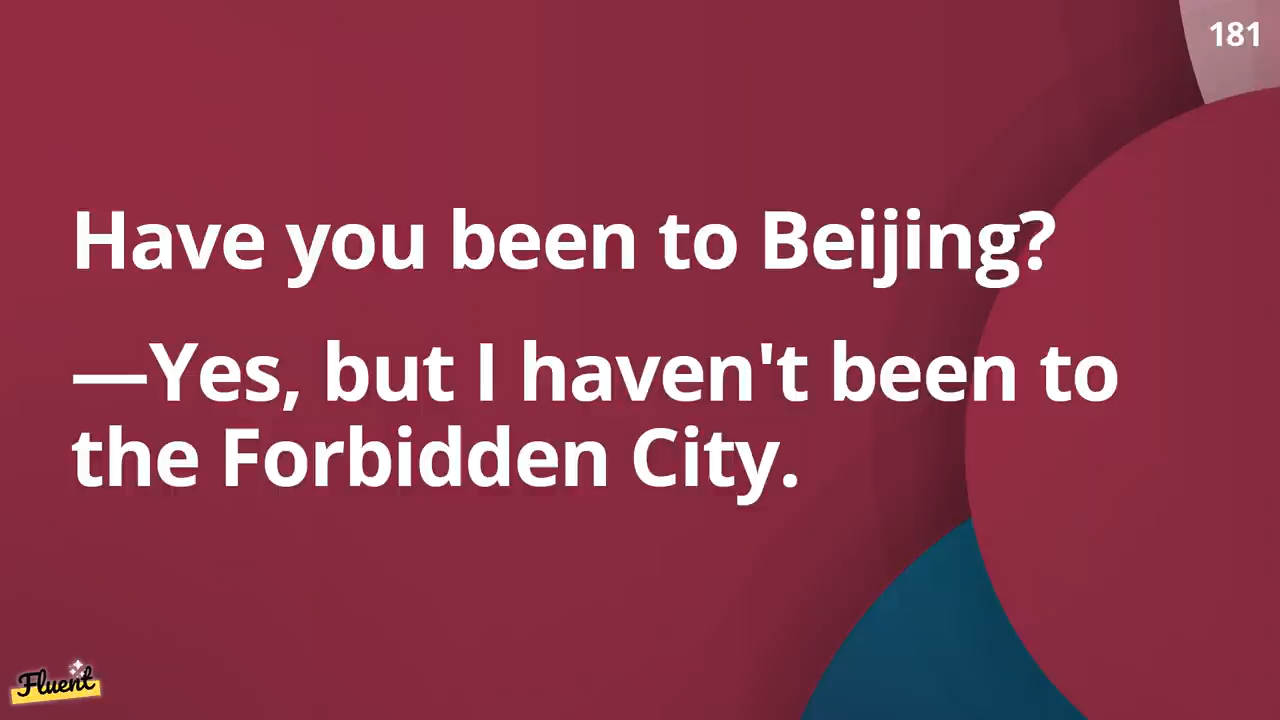 181
Have you been to Beijing?
—Yes, but I haven't been to
the Forbidden City.
Fluent